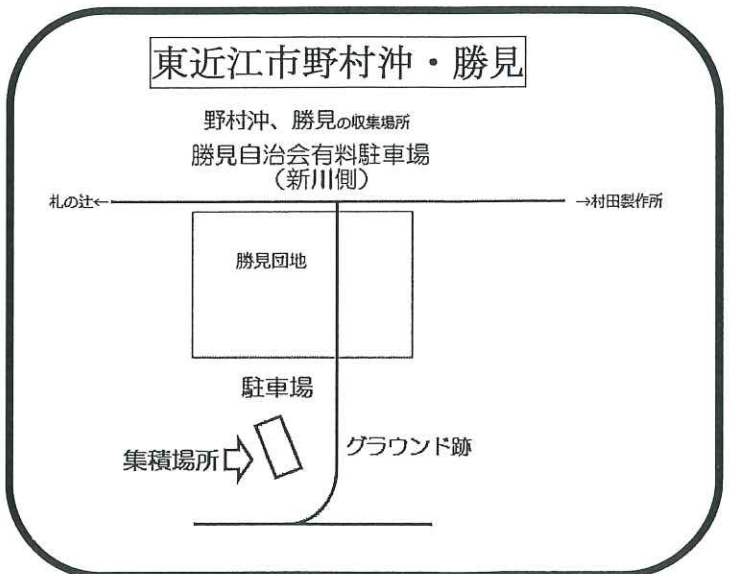 東近江市野村沖・勝見
野村沖、勝見の収集場所
勝見自治会有料駐車場
(新川側)
札の辻← →村田製作所
勝見団地
駐車場
集積場所
グラウンド跡